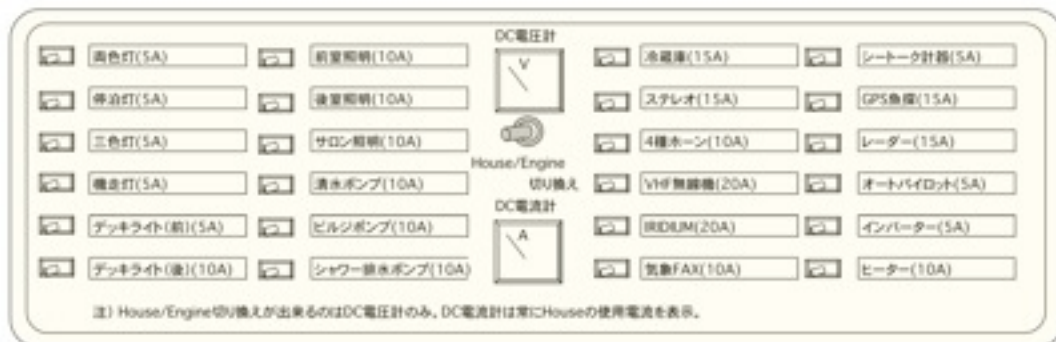 両色灯(5A)
停泊灯(5A)
三色灯(5A)
機走灯(5A)
デッキライト(前)(5A)
デッキライト(後)(10A)
前室照明(10A)
後室照明(10A)
サロン照明(10A)
清水ポンプ(10A)
ビルジポンプ(10A)
シャワー排水ポンプ(10A)
DC電圧計
V
House/Engine
切り換え
DC電流計
A
冷蔵庫(15A)
ステレオ(15A)
4種ホーン(10A)
VHF無線機(20A)
IRIDIUM(20A)
気象FAX(10A)
シートーク計器(5A)
GPS魚探(15A)
レーダー(15A)
オートパイロット(5A)
インバーター(5A)
ヒーター(10A)
注) House/Engine切り換えが出来るのはDC電圧計のみ、DC電流計は常にHouseの使用電流を表示。